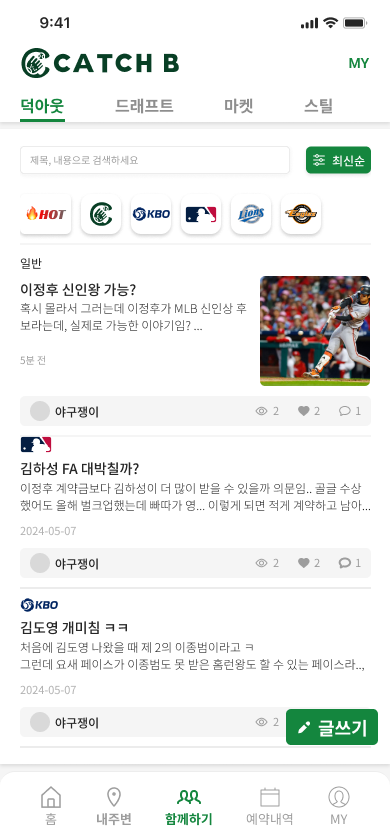 9:41
CATCH B
MY
덕아웃 드래프트 마켓 스틸
제목, 내용으로 검색하세요
최신순
HOT
KBO
Lions
Eagles
일반
이정후 신인왕 가능?
혹시 몰라서 그러는데 이정후가 MLB 신인상 후
보라는데, 실제로 가능한 이야기임? ...
5분 전
야구쟁이 2 2 1
김하성 FA 대박칠까?
이정후 계약금보다 김하성이 더 많이 받을 수 있을까 의문임.. 골글 수상
했어도 올해 벌크업했는데 빠따가 영... 이렇게 되면 적게 계약하고 남아...
2024-05-07
야구쟁이 2 2 1
KBO
김도영 개미침 ㅋㅋ
처음에 김도영 나왔을 때 제 2의 이종범이라고 ㅋ
그런데 요새 페이스가 이종범도 못 받은 홈런왕도 할 수 있는 페이스라..,
2024-05-07
야구쟁이 2
글쓰기
홈 내주변 함께하기 예약내역 MY